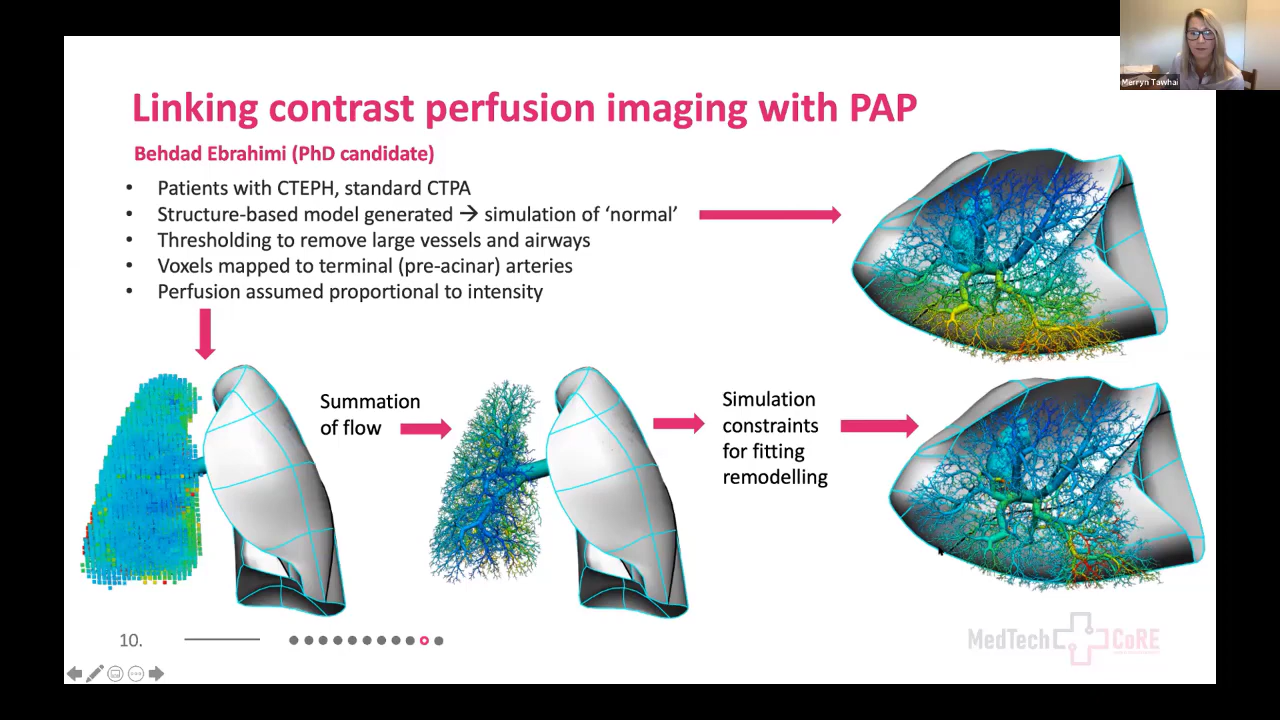 Merryn Tawhai
Linking contrast perfusion imaging with PAP
Behdad Ebrahimi (PhD candidate)
• Patients with CTEPH, standard CTPA
• Structure-based model generated → simulation of ‘normal’
• Thresholding to remove large vessels and airways
• Voxels mapped to terminal (pre-acinar) arteries
• Perfusion assumed proportional to intensity
Summation
of flow
Simulation
constraints
for fitting
remodelling
10.
MedTech CoRE